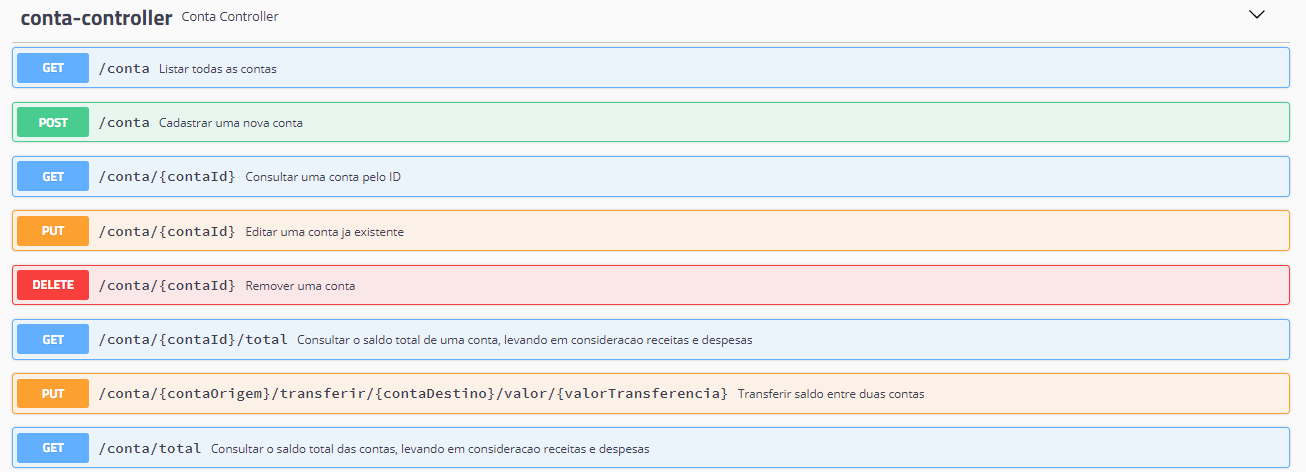 conta-controller Conta Controller
GET /conta Listar todas as contas
POST /conta Cadastrar uma nova conta
GET /conta/{contaId} Consultar uma conta pelo ID
PUT /conta/{contaId} Editar uma conta ja existente
DELETE /conta/{contaId} Remover uma conta
GET /conta/{contaId}/total Consultar o saldo total de uma conta, levando em consideracao receitas e despesas
PUT /conta/{contaOrigem}/transferir/{contaDestino}/valor/{valorTransferencia} Transferir saldo entre duas contas
GET /conta/total Consultar o saldo total das contas, levando em consideracao receitas e despesas